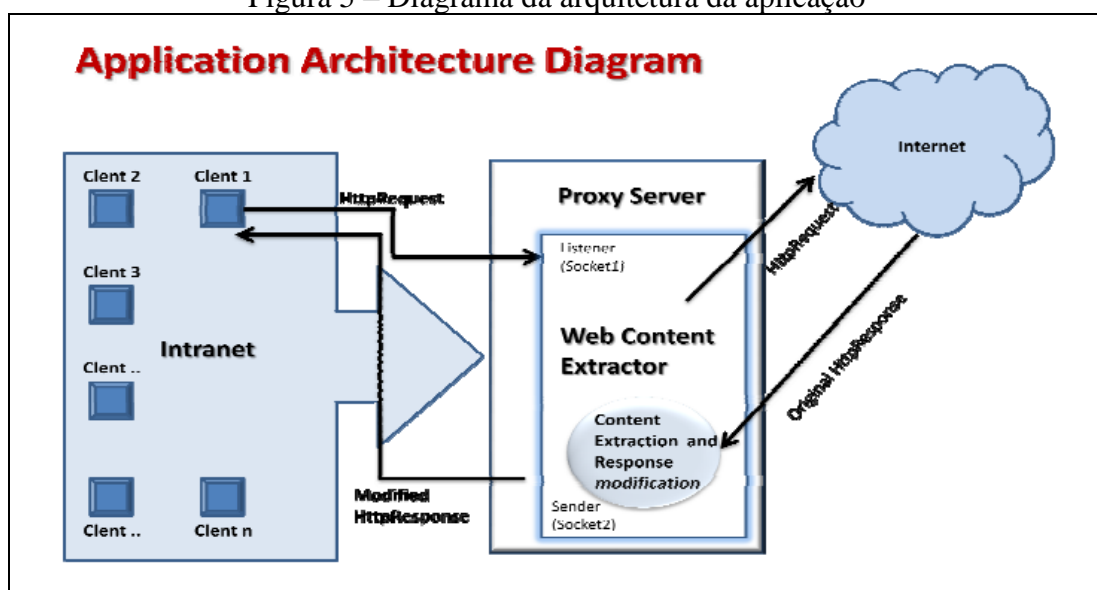 Figura 5 – Diagrama da arquitetura da aplicação
Application Architecture Diagram
Internet
Clent 2
Clent 1
HttpRequest
Proxy Server
Listener
(Socket1)
HttpRequest
Clent 3
Intranet
Web Content
Extractor
Original HttpResponse
Clent ..
Content
Extraction and
Response
modification
Modified
HttpResponse
Sender
(Socket2)
Clent ..
Clent n